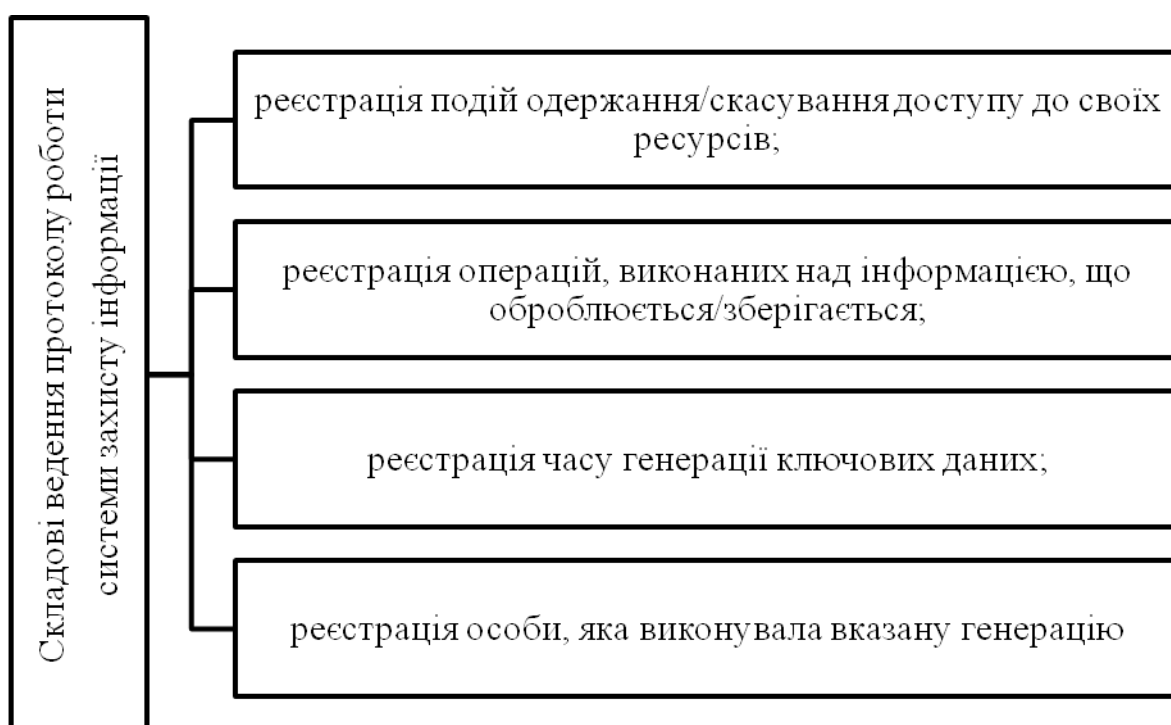 Складові ведення протоколу роботи
системи захисту інформації
реєстрація подій одержання/скасування доступу до своїх
ресурсів;
реєстрація операцій, виконаних над інформацією, що
оброблюється/зберігається;
реєстрація часу генерації ключових даних;
реєстрація особи, яка виконувала вказану генерацію